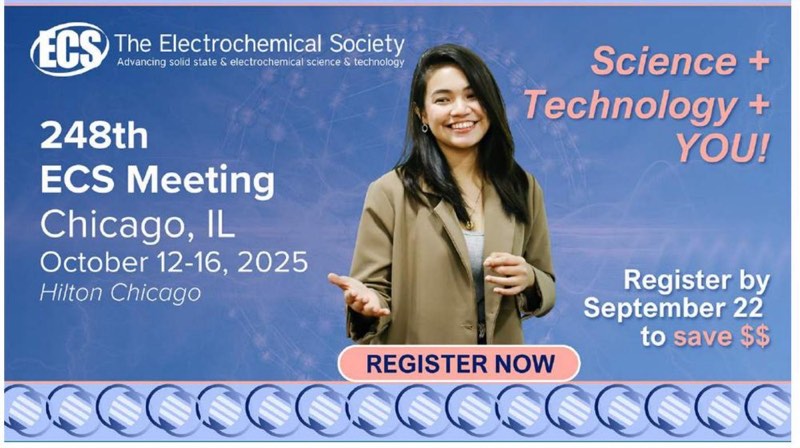 ECS The Electrochemical Society
Advancing solid state & electrochemical science & technology
248th
ECS Meeting
Chicago, IL
October 12-16, 2025
Hilton Chicago
Science +
Technology +
YOU!
Register by
September 22
to save $$
REGISTER NOW